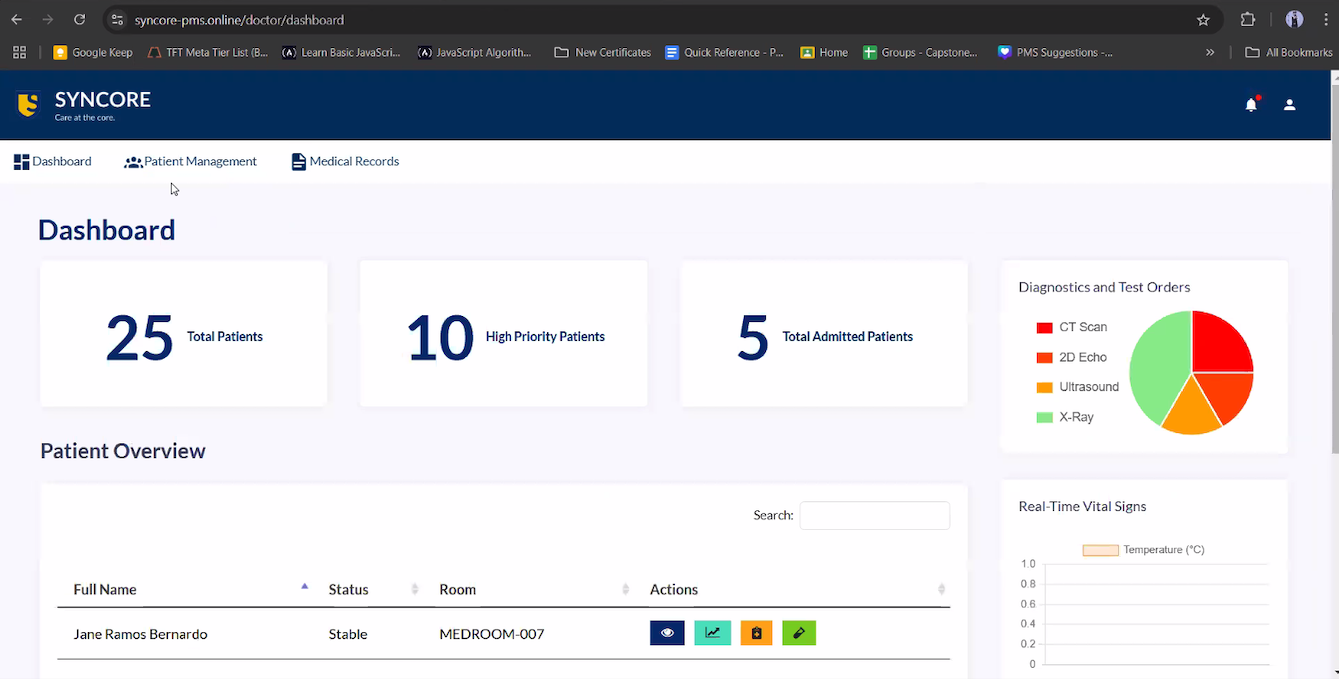 syncore-pms.online/doctor/dashboard
Google Keep
TFT Meta Tier List (B...
Learn Basic JavaScri...
JavaScript Algorith...
New Certificates
Quick Reference - P...
Home
Groups - Capstone...
PMS Suggestions -...
»
All Bookmarks
SYNCORE
Care at the core.
Dashboard
Patient Management
Medical Records
Dashboard
25 Total Patients
10 High Priority Patients
5 Total Admitted Patients
Diagnostics and Test Orders
CT Scan
2D Echo
Ultrasound
X-Ray
Patient Overview
Search:
Full Name Status Room Actions
Jane Ramos Bernardo Stable MEDROOM-007
Real-Time Vital Signs
Temperature (°C)
1.0
0.8
0.6
0.4
0.2
0